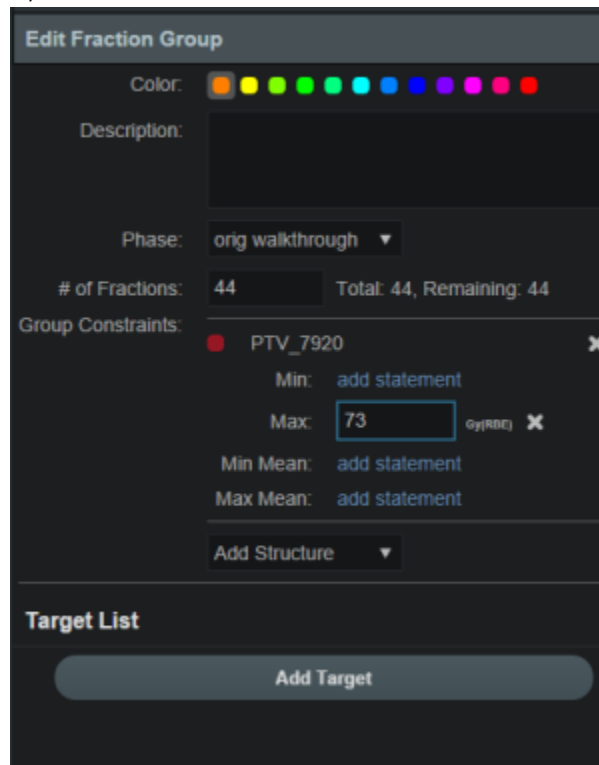 Edit Fraction Group
Color:
Description:
Phase: orig walkthrough
# of Fractions: 44 Total: 44, Remaining: 44
Group Constraints:
PTV_7920
Min: add statement
Max: 73 Gy(RBE)
Min Mean: add statement
Max Mean: add statement
Add Structure
Target List
Add Target